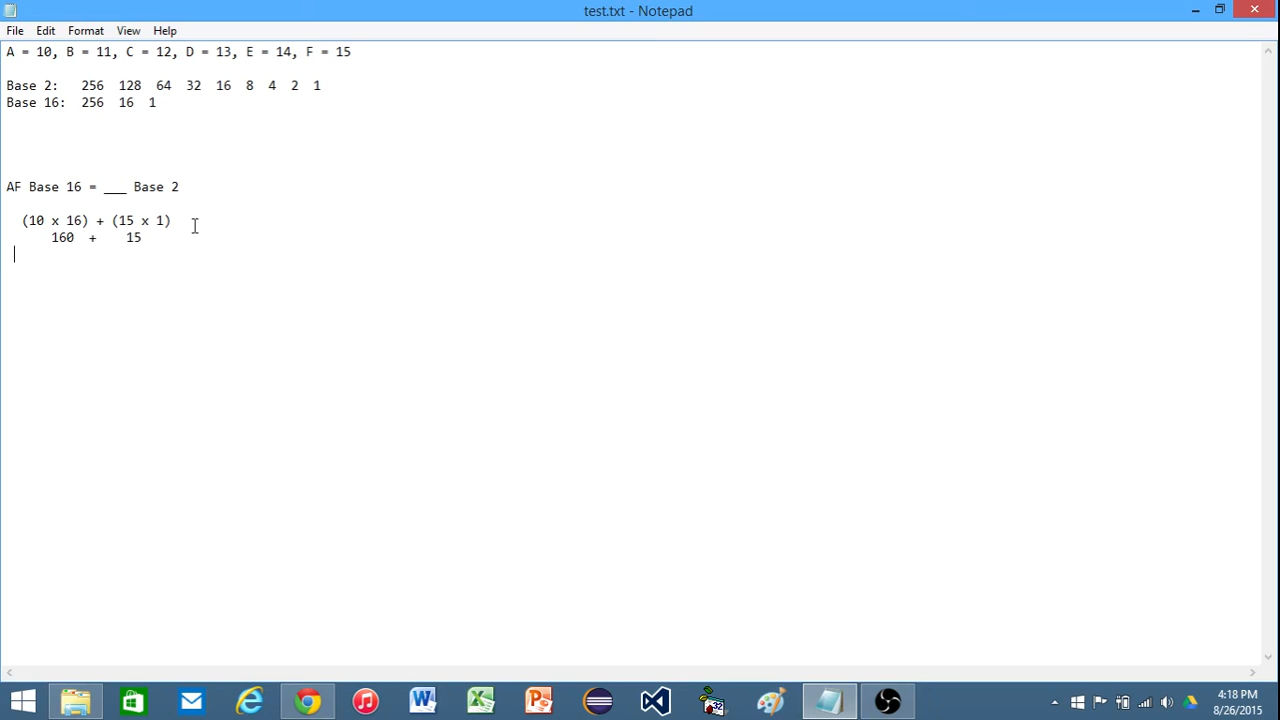 test.txt - Notepad
File Edit Format View Help
A = 10, B = 11, C = 12, D = 13, E = 14, F = 15
Base 2: 256 128 64 32 16 8 4 2 1
Base 16: 256 16 1
AF Base 16 = ___ Base 2
(10 x 16) + (15 x 1)
160 + 15
32
4:18 PM
8/26/2015